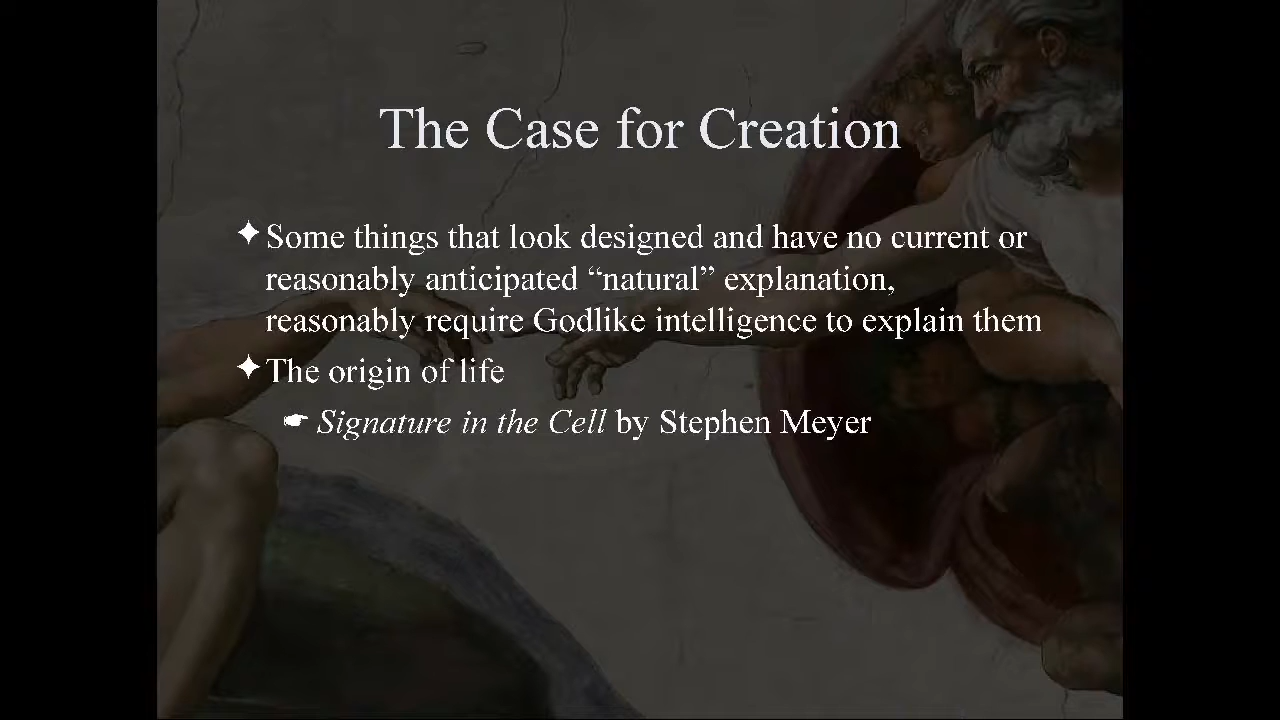 The Case for Creation
✦Some things that look designed and have no current or
reasonably anticipated “natural” explanation,
reasonably require Godlike intelligence to explain them
✦The origin of life
☛ Signature in the Cell by Stephen Meyer